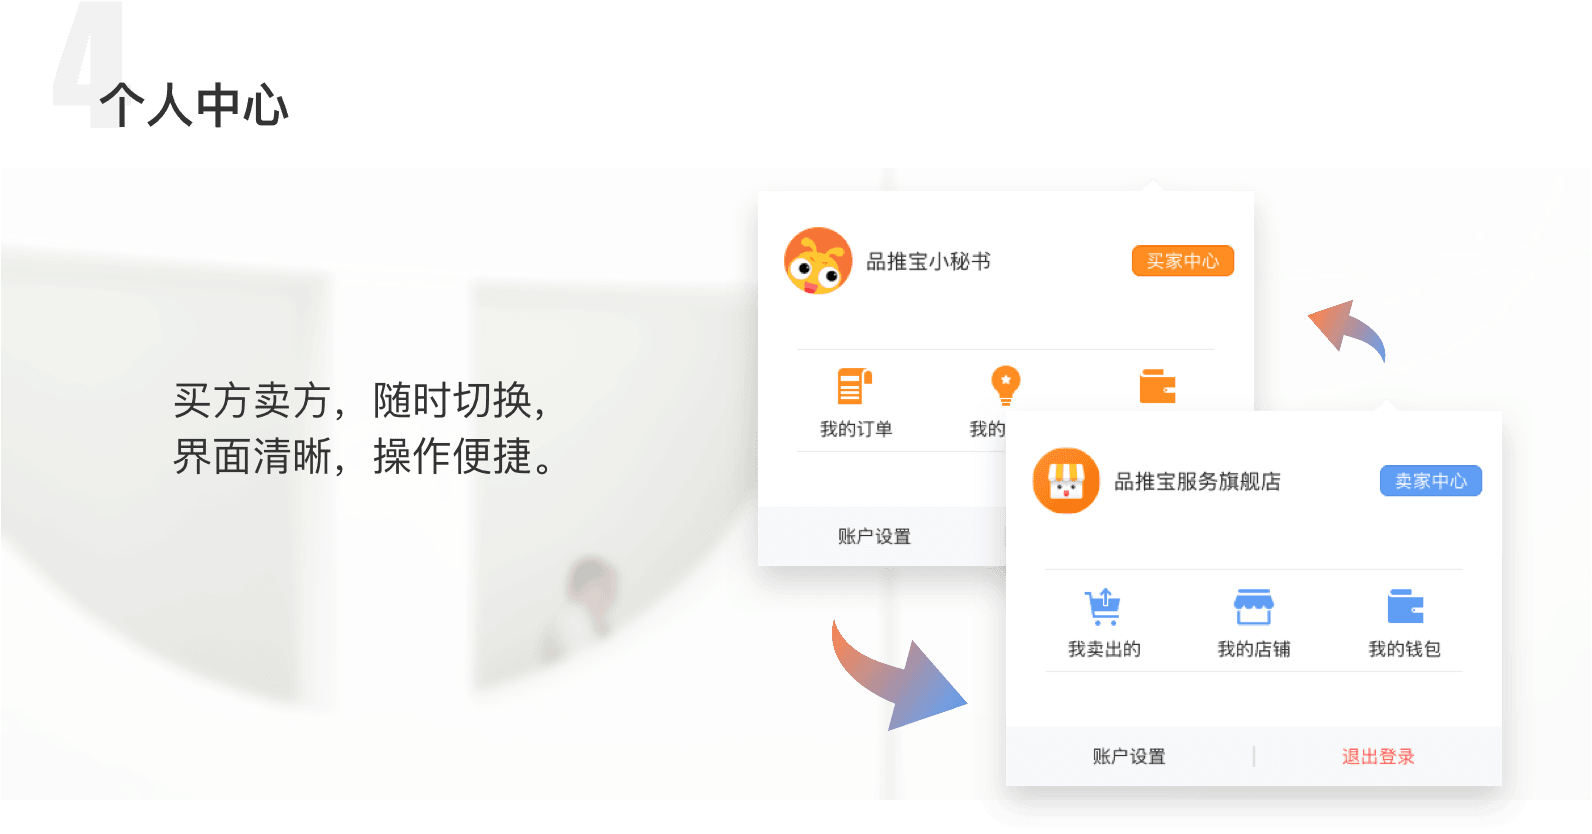 4
个人中心
买方卖方，随时切换，
界面清晰，操作便捷。
品推宝小秘书
买家中心
我的订单
我的
账户设置
品推宝服务旗舰店
卖家中心
我卖出的
我的店铺
我的钱包
账户设置
退出登录